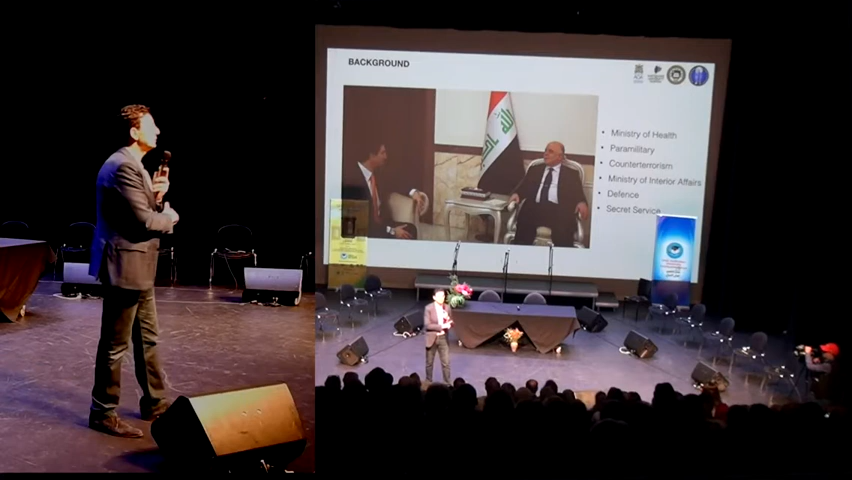 BACKGROUND
• Ministry of Health
• Paramilitary
• Counterterrorism
• Ministry of Interior Affairs
• Defence
• Secret Service